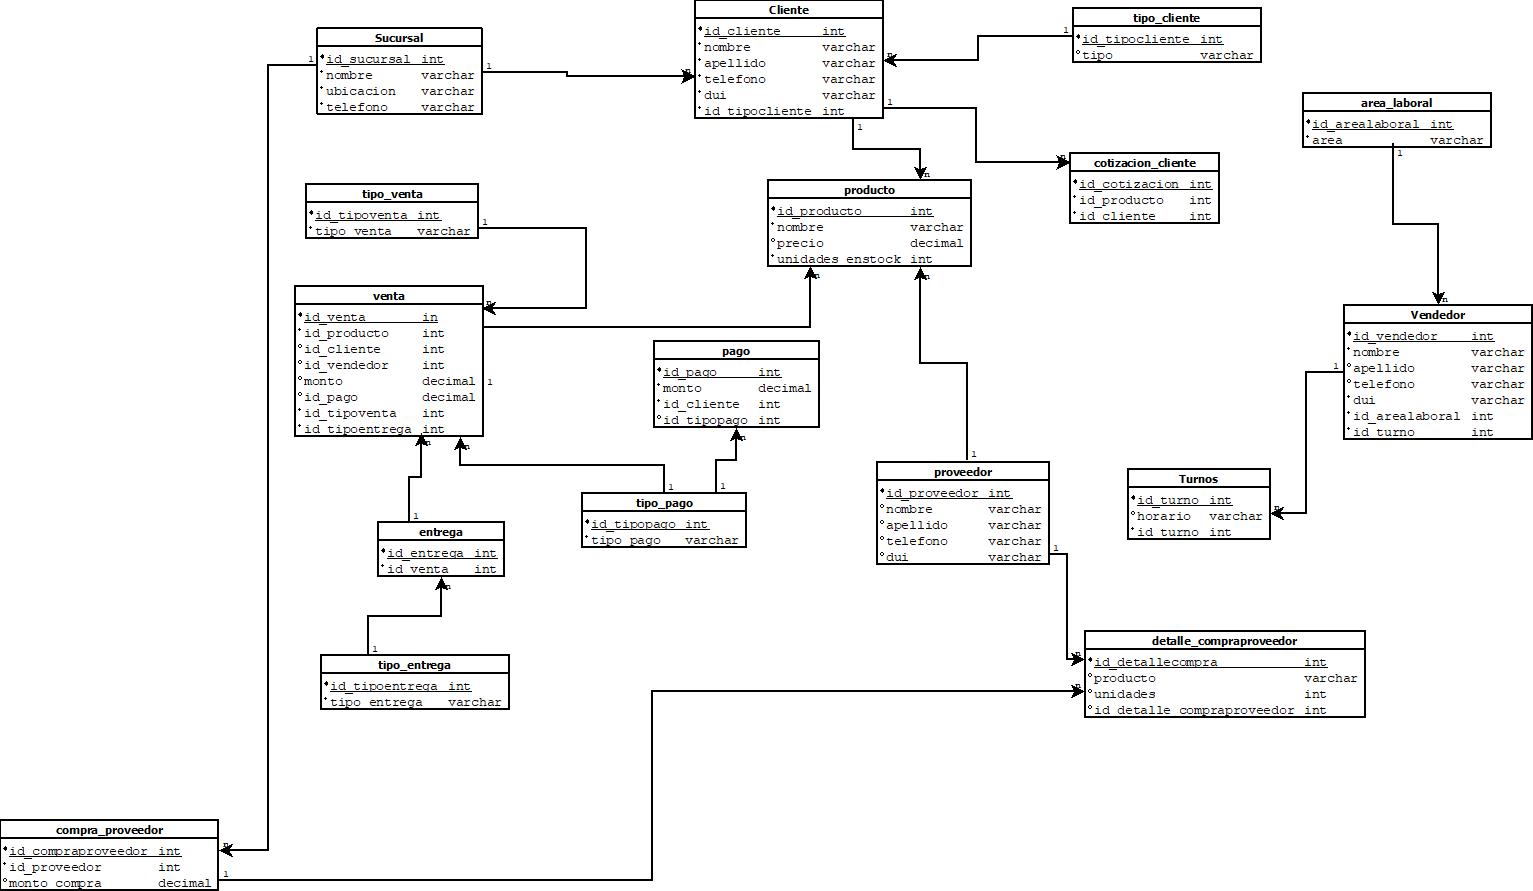 Cliente
id_cliente int
nombre varchar
apellido varchar
telefono varchar
dui varchar
id_tipocliente int
tipo_cliente
id_tipocliente int
tipo varchar
Sucursal
id_sucursal int
nombre varchar
ubicacion varchar
telefono varchar
1
1
n
1
n
1
n
1
n
area_laboral
id_arealaboral int
area varchar
1
cotizacion_cliente
id_cotizacion int
id_producto int
id_cliente int
tipo_venta
id_tipoventa int
tipo_venta varchar
1
n
producto
id_producto int
nombre varchar
precio decimal
unidades_enstock int
n
n
venta
id_venta in
id_producto int
id_cliente int
id_vendedor int
monto decimal
id_pago decimal
id_tipoventa int
id_tipoentrega int
1
n
n
pago
id_pago int
monto decimal
id_cliente int
id_tipopago int
n
n
Vendedor
id_vendedor int
nombre varchar
apellido varchar
telefono varchar
dui varchar
id_arealaboral int
id_turno int
1
proveedor
id_proveedor int
nombre varchar
apellido varchar
telefono varchar
dui varchar
1
1
Turnos
id_turno int
horario varchar
id_turno int
n
tipo_pago
id_tipopago int
tipo_pago varchar
1
1
entrega
id_entrega int
id_venta int
1
n
tipo_entrega
id_tipoentrega int
tipo_entrega varchar
1
detalle_compraproveedor
id_detallecompra int
producto varchar
unidades int
id_detalle_compraproveedor int
n
n
compra_proveedor
id_compraproveedor int
id_proveedor int
monto_compra decimal
n
1